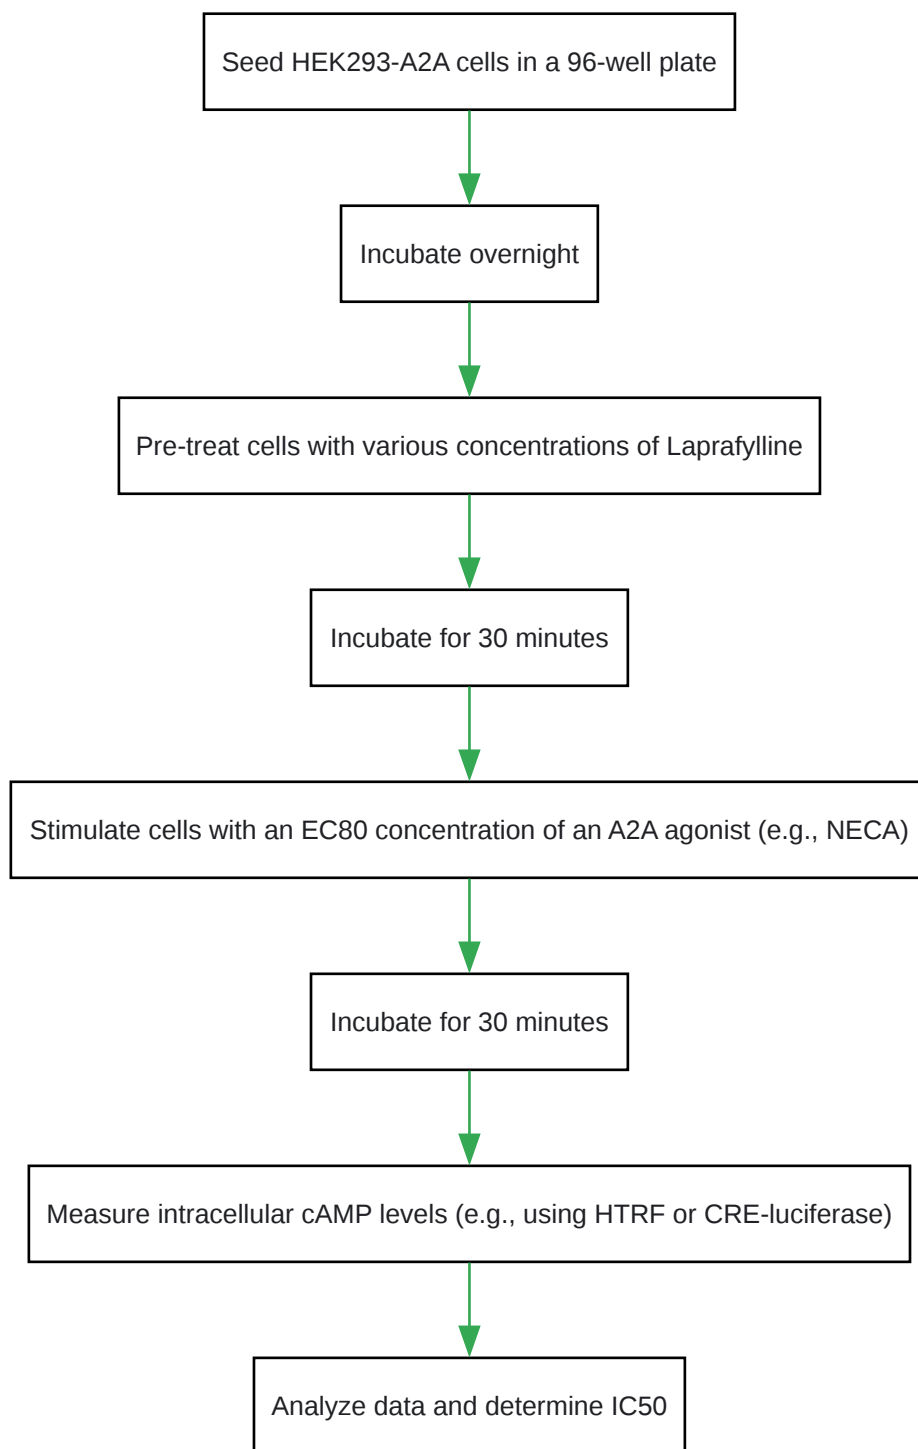 Seed HEK293-A2A cells in a 96-well plate
Incubate overnight
Pre-treat cells with various concentrations of Laprafylline
Incubate for 30 minutes
Stimulate cells with an EC80 concentration of an A2A agonist (e.g., NECA)
Incubate for 30 minutes
Measure intracellular cAMP levels (e.g., using HTRF or CRE-luciferase)
Analyze data and determine IC50